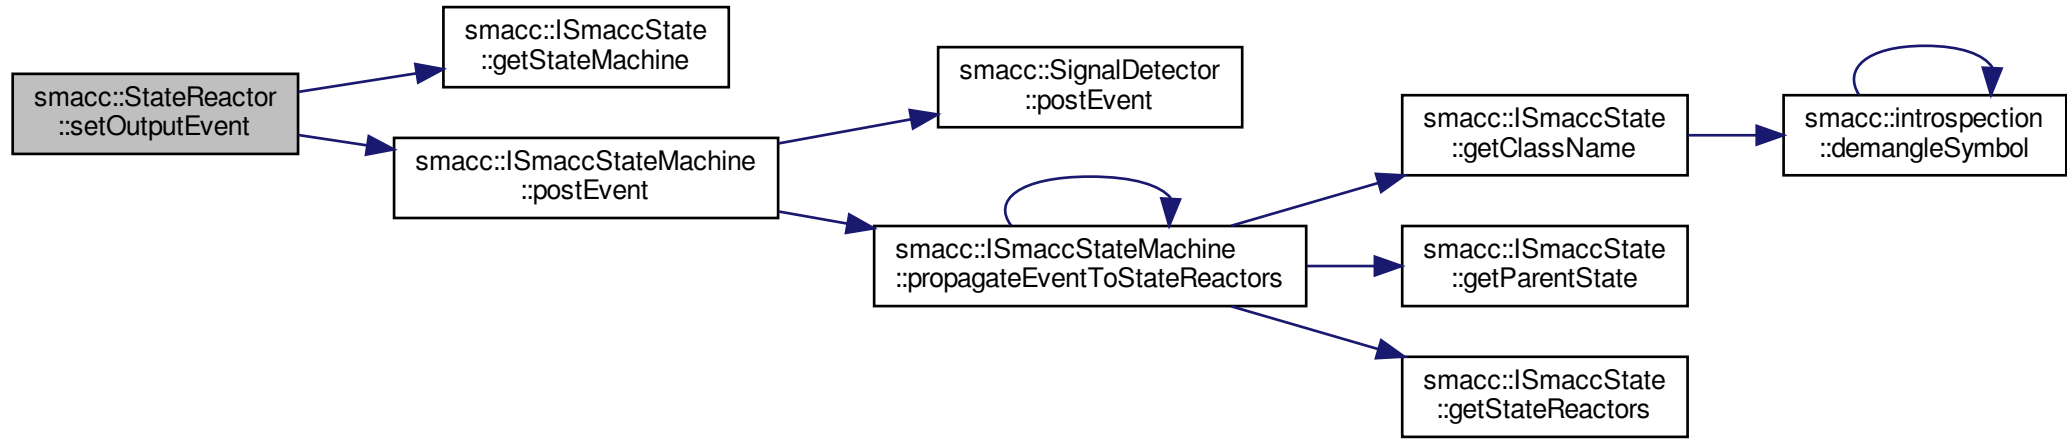 smacc::StateReactor
::setOutputEvent
smacc::ISmaccState
::getStateMachine
smacc::ISmaccStateMachine
::postEvent
smacc::SignalDetector
::postEvent
smacc::ISmaccStateMachine
::propagateEventToStateReactors
smacc::ISmaccState
::getClassName
smacc::introspection
::demangleSymbol
smacc::ISmaccState
::getParentState
smacc::ISmaccState
::getStateReactors